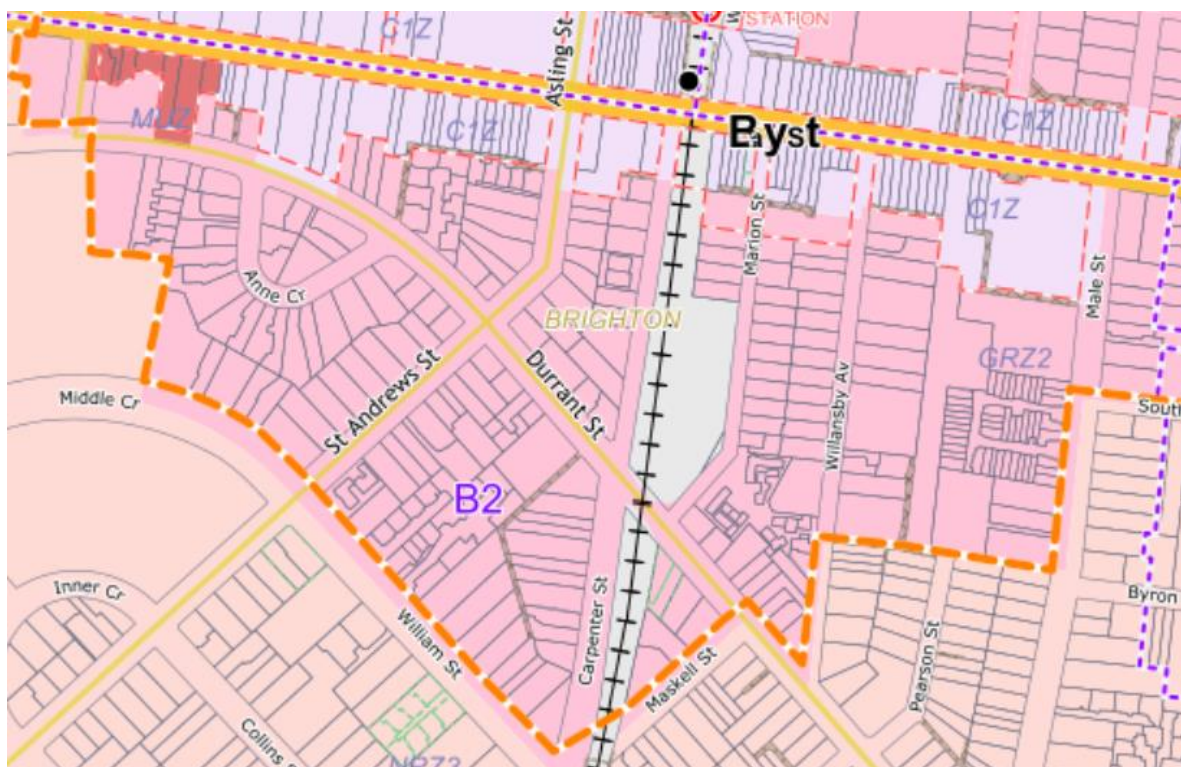 STATION
C1Z
Asling St
MUZ
C1Z
C1Z
Marion St
C1Z
Male St
Anne Cr
BRIGHTON
GRZ2
Durrant St
St Andrews St
Middle Cr
South
Willansby Av
B2
Inner Cr
Byron
Carpenter St
William St
Maskell St
Pearson St
Collins
NRZ3